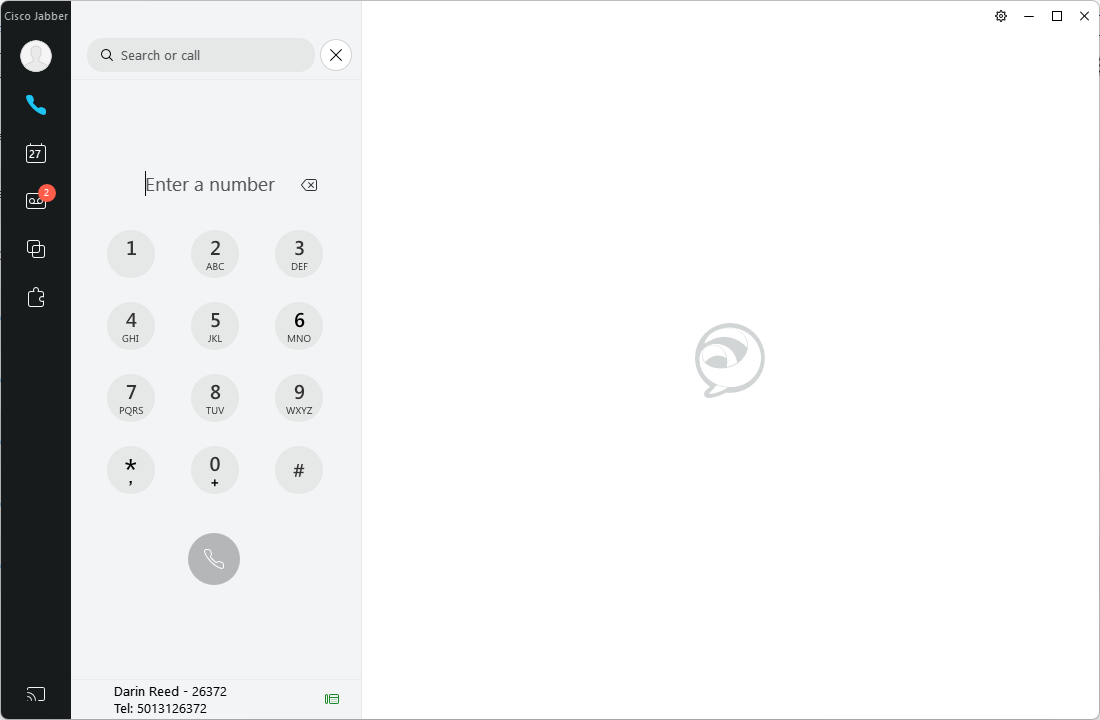 Cisco Jabber
Search or call
27
2
Enter a number
1
2
ABC
3
DEF
4
GHI
5
JKL
6
MNO
7
PQRS
8
TUV
9
WXYZ
*
,
0
+
#
Darin Reed - 26372
Tel: 5013126372